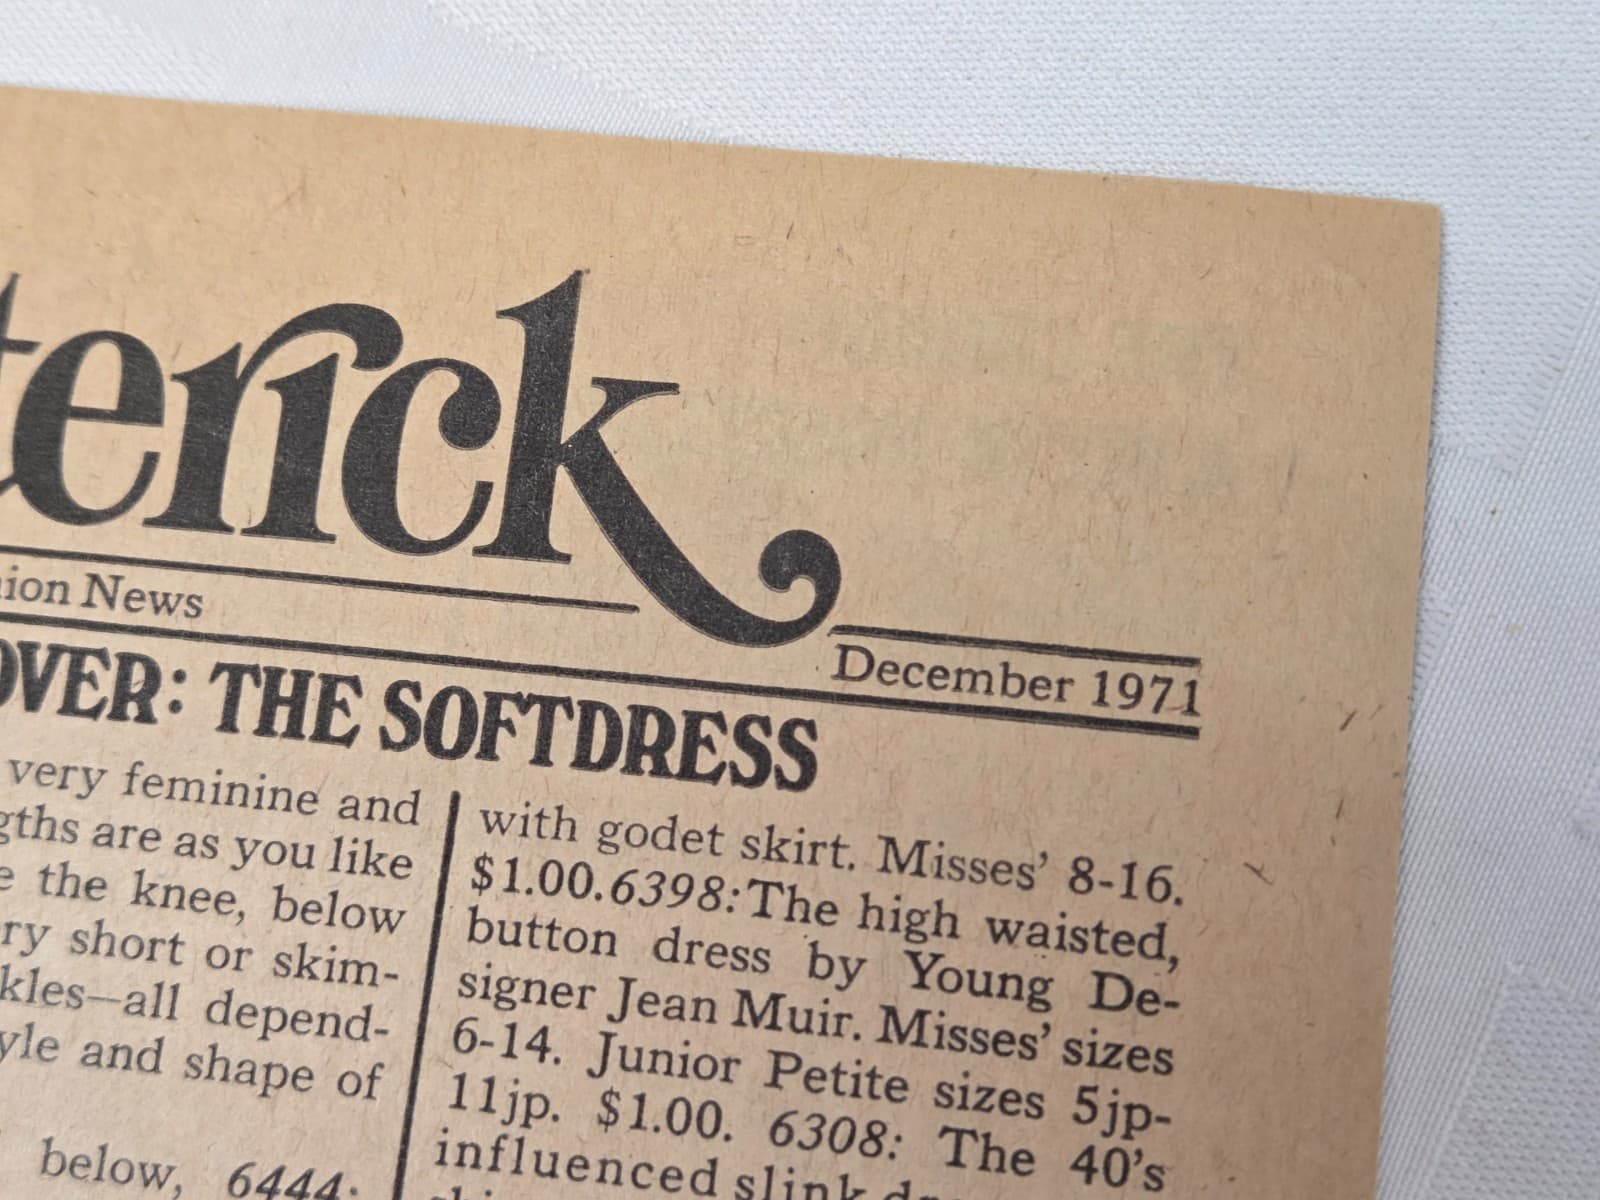 terick
ion News
December 1971
OVER: THE SOFTDRESS
very feminine and
gths are as you like
e the knee, below
ry short or skim-
kles—all depend-
yle and shape of
below, 6444:
with godet skirt. Misses' 8-16.
$1.00. 6398: The high waisted,
button dress by Young De-
signer Jean Muir. Misses' sizes
6-14. Junior Petite sizes 5jp-
11jp. $1.00. 6308: The 40's
influenced slink